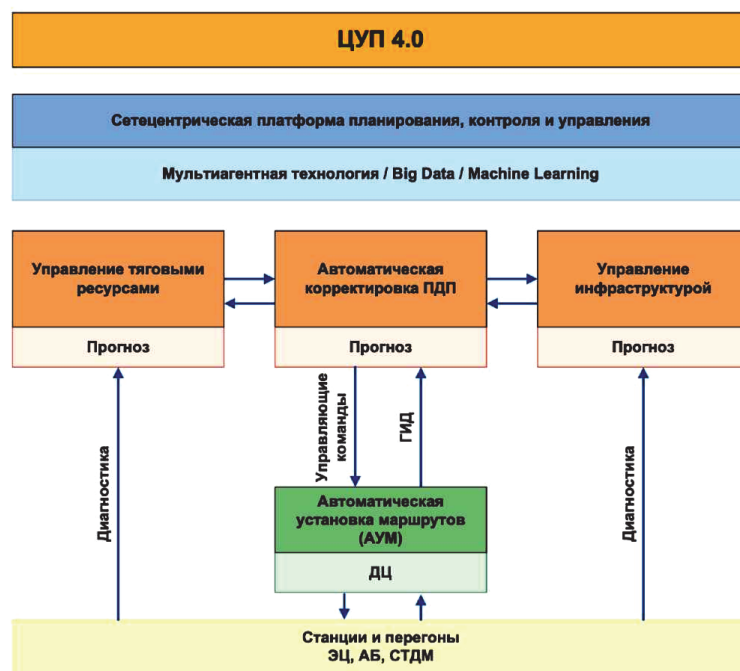 ЦУП 4.0
Сетецентрическая платформа планирования, контроля и управления
Мультиагентная технология / Big Data / Machine Learning
Управление тяговыми
ресурсами
Прогноз
Автоматическая
корректировка ПДП
Прогноз
Управление
инфраструктурой
Прогноз
Диагностика
Управляющие
команды
ГИД
Диагностика
Автоматическая
установка маршрутов
(АУМ)
ДЦ
Станции и перегоны
ЭЦ, АБ, СТДМ